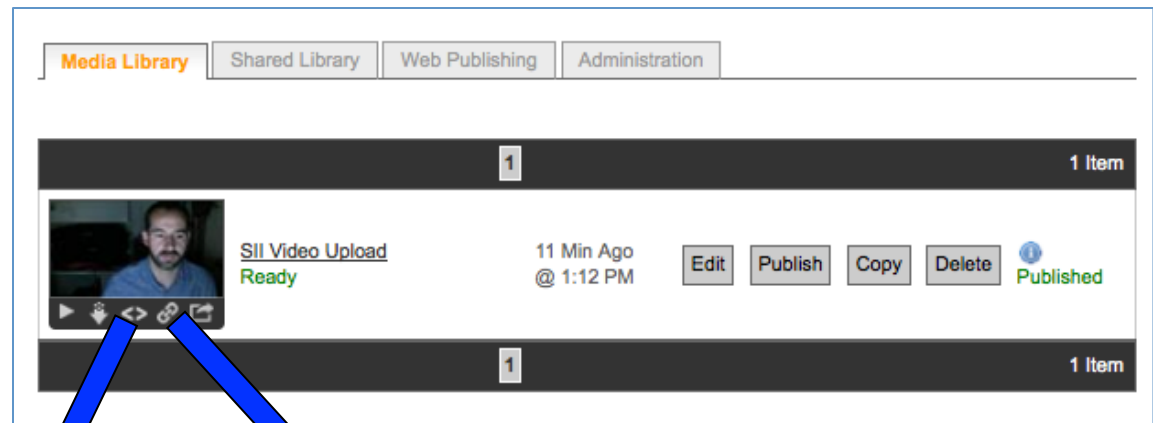 Media Library Shared Library Web Publishing Administration
1 1 Item
SII Video Upload 11 Min Ago Edit Publish Copy Delete
Ready @ 1:12 PM Published
1 1 Item